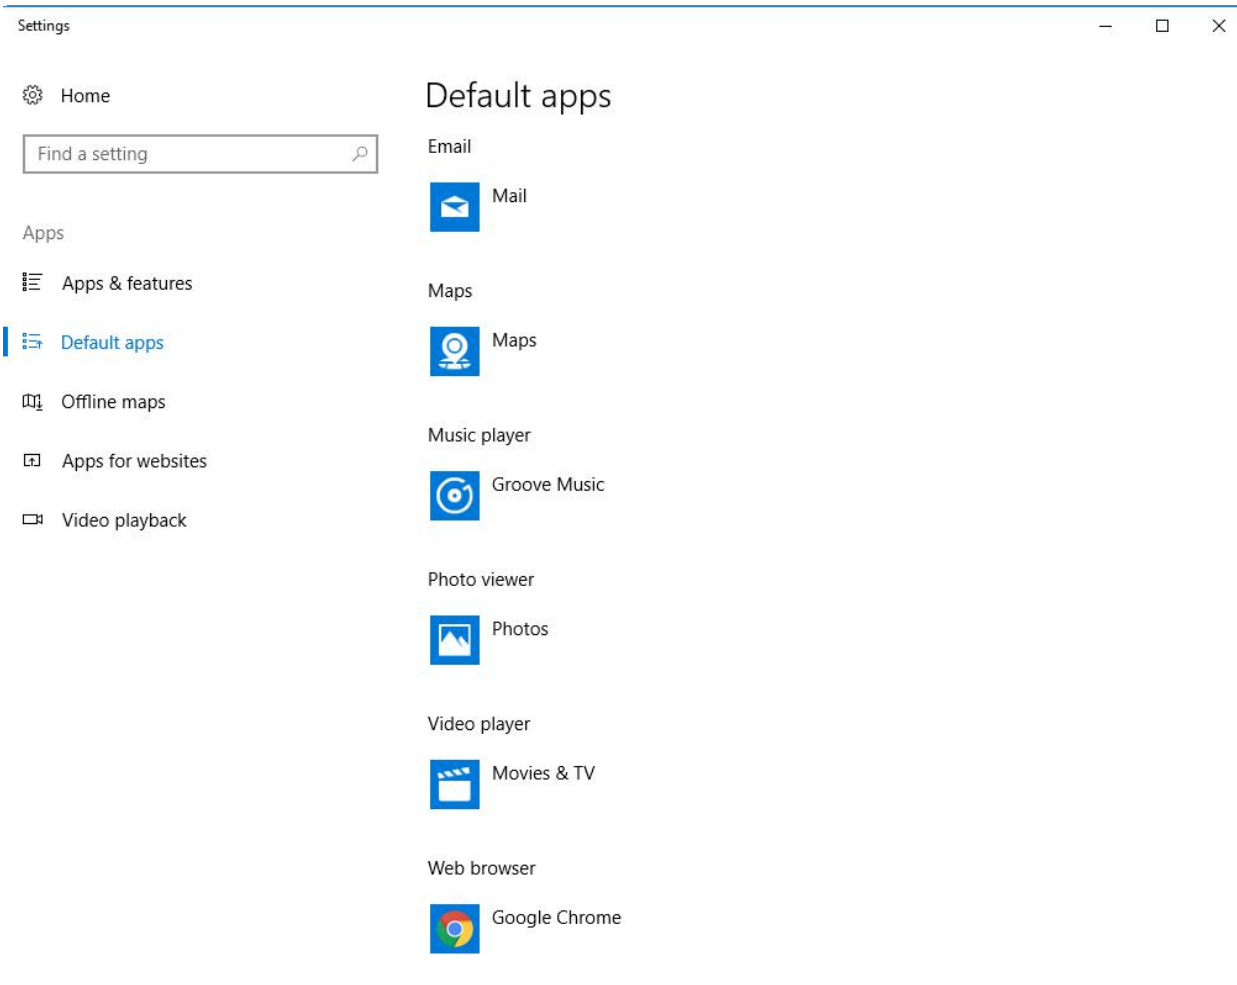 Settings
Home
Find a setting
Apps
Apps & features
Default apps
Offline maps
Apps for websites
Video playback
Default apps
Email
Mail
Maps
Maps
Music player
Groove Music
Photo viewer
Photos
Video player
Movies & TV
Web browser
Google Chrome